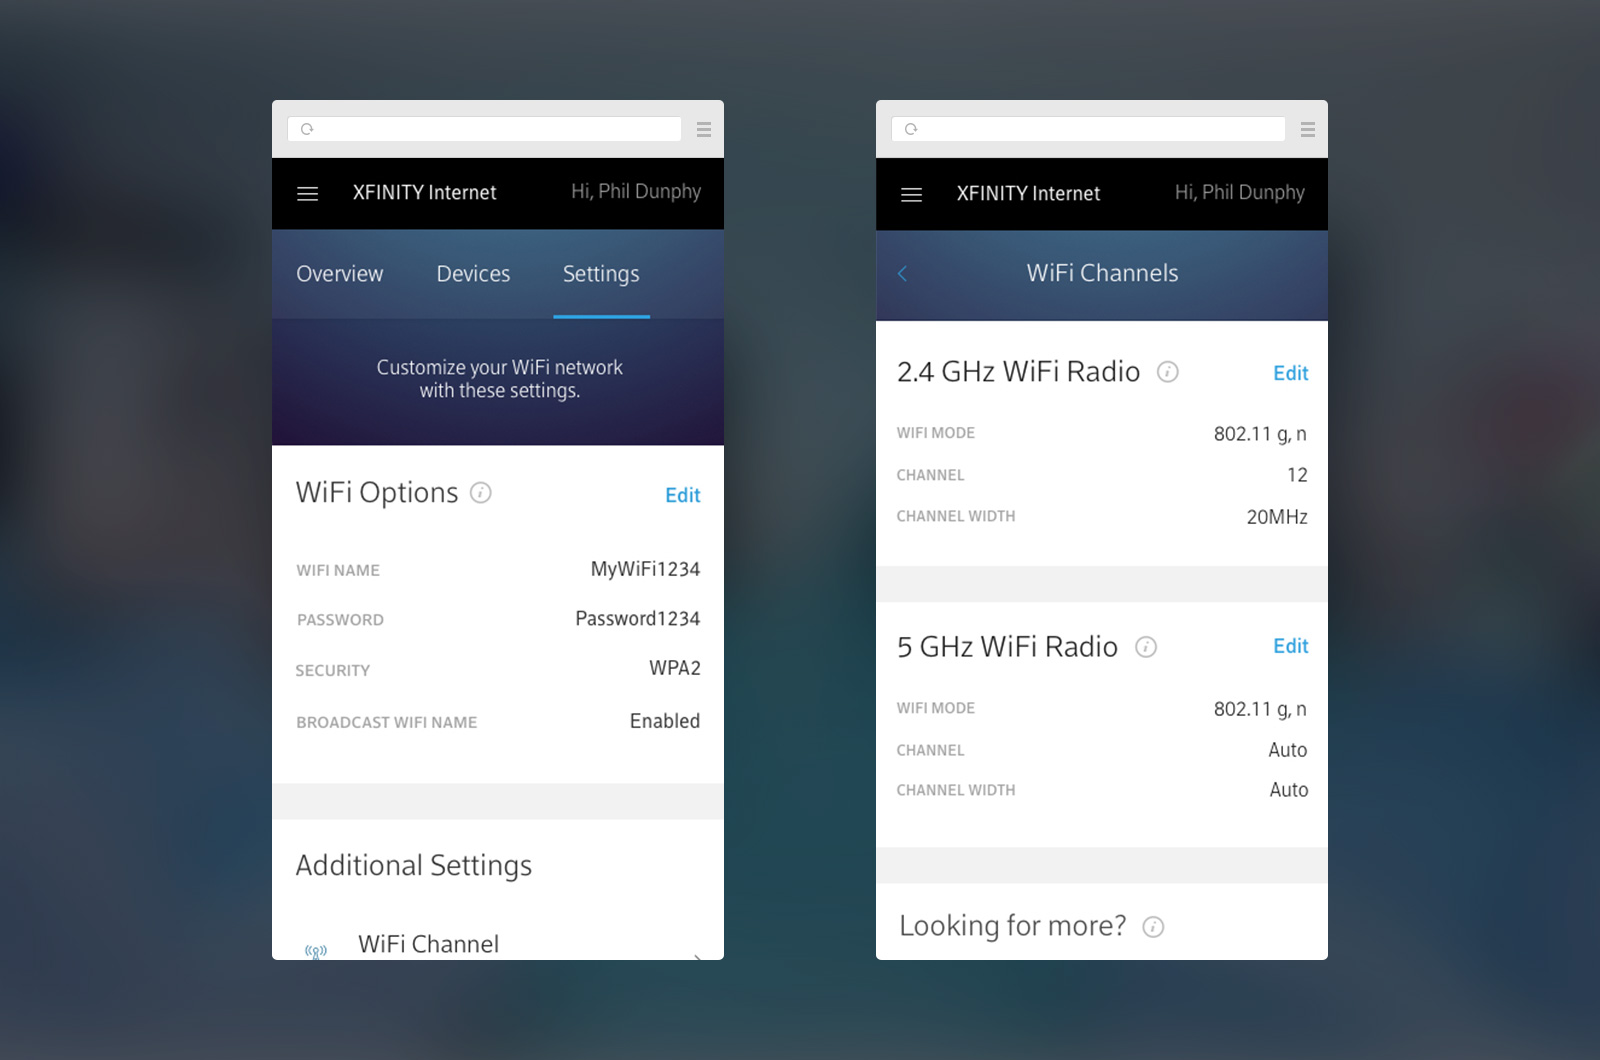 XFINITY Internet
Hi, Phil Dunphy
Overview
Devices
Settings
Customize your WiFi network
with these settings.
WiFi Options
Edit
WIFI NAME
MyWiFi1234
PASSWORD
Password1234
SECURITY
WPA2
BROADCAST WIFI NAME
Enabled
Additional Settings
WiFi Channel
XFINITY Internet
Hi, Phil Dunphy
WiFi Channels
2.4 GHz WiFi Radio
Edit
WIFI MODE
802.11 g, n
CHANNEL
12
CHANNEL WIDTH
20MHz
5 GHz WiFi Radio
Edit
WIFI MODE
802.11 g, n
CHANNEL
Auto
CHANNEL WIDTH
Auto
Looking for more?